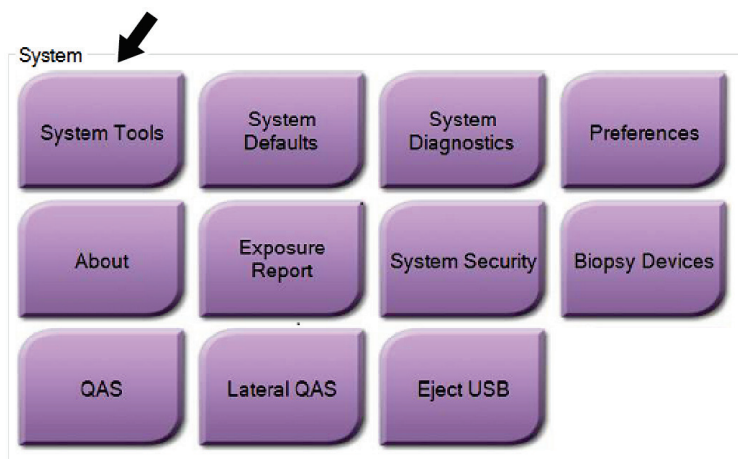 System
System Tools
System
Defaults
System
Diagnostics
Preferences
About
Exposure
Report
System Security
Biopsy Devices
QAS
Lateral QAS
Eject USB